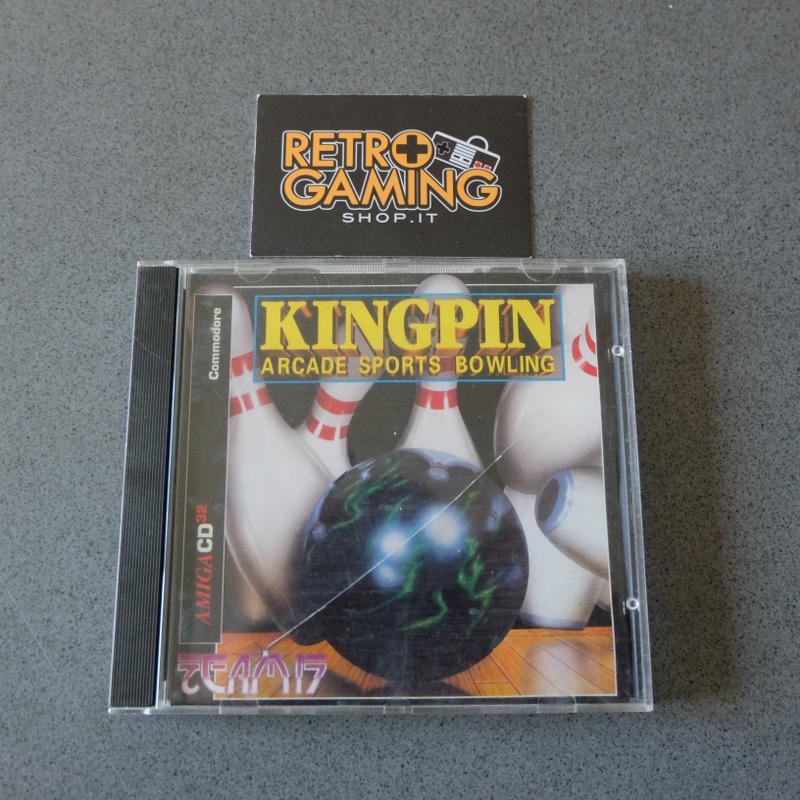 RETRO
GAMING
SHOP.IT
KINGPIN
ARCADE SPORTS BOWLING
Commodore
AMIGA CD32
TEAM17